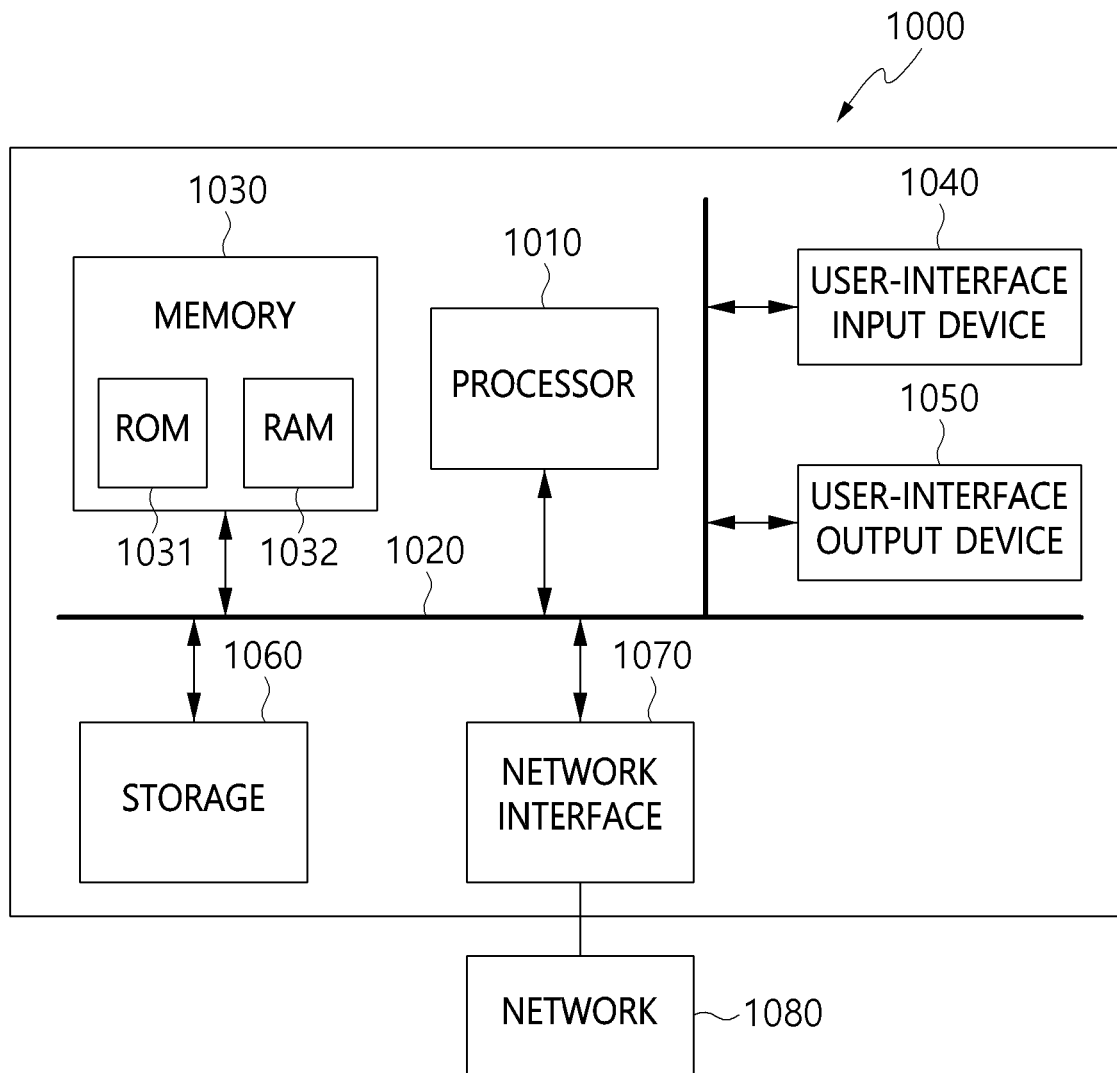 1000
1030
1010
1040
MEMORY
ROM
RAM
1031
1032
PROCESSOR
USER-INTERFACE
INPUT DEVICE
1050
USER-INTERFACE
OUTPUT DEVICE
1020
1060
1070
STORAGE
NETWORK
INTERFACE
NETWORK
1080